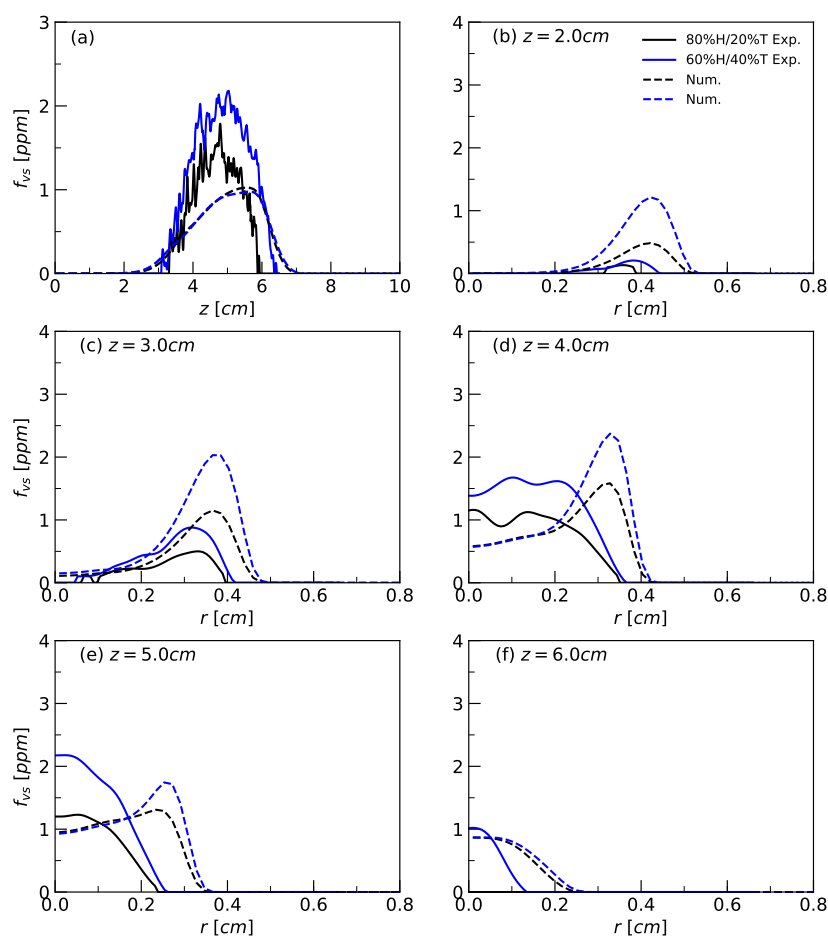 (a)
3
2
1
0
f_vs [ppm]
0 2 4 6 8 10
z [cm]
(b) z = 2.0cm
80%H/20%T Exp.
60%H/40%T Exp.
Num.
Num.
4
3
2
1
0
0.0 0.2 0.4 0.6 0.8
r [cm]
(c) z = 3.0cm
4
3
2
1
0
f_vs [ppm]
0.0 0.2 0.4 0.6 0.8
r [cm]
(d) z = 4.0cm
4
3
2
1
0
0.0 0.2 0.4 0.6 0.8
r [cm]
(e) z = 5.0cm
4
3
2
1
0
f_vs [ppm]
0.0 0.2 0.4 0.6 0.8
r [cm]
(f) z = 6.0cm
4
3
2
1
0
0.0 0.2 0.4 0.6 0.8
r [cm]